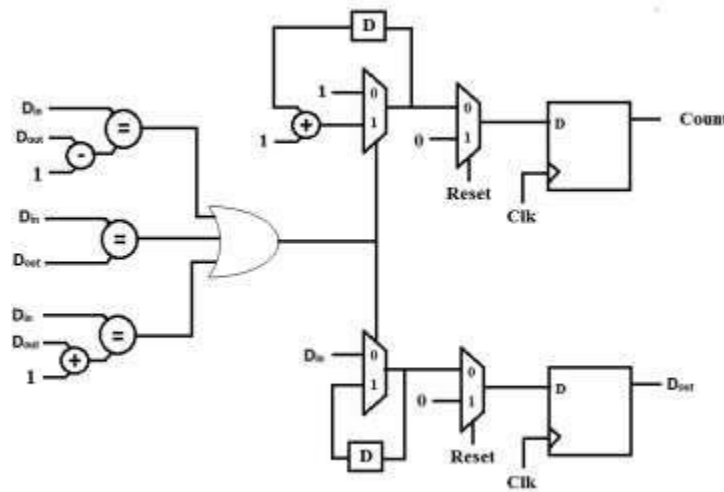 D
1
0
1
+
1
0
1
0
Reset
D
Clk
Count
Din
Dout
-
1
=
Din
Dout
=
Din
Dout
+
1
=
Din
0
1
D
0
1
0
Reset
D
Clk
Dout